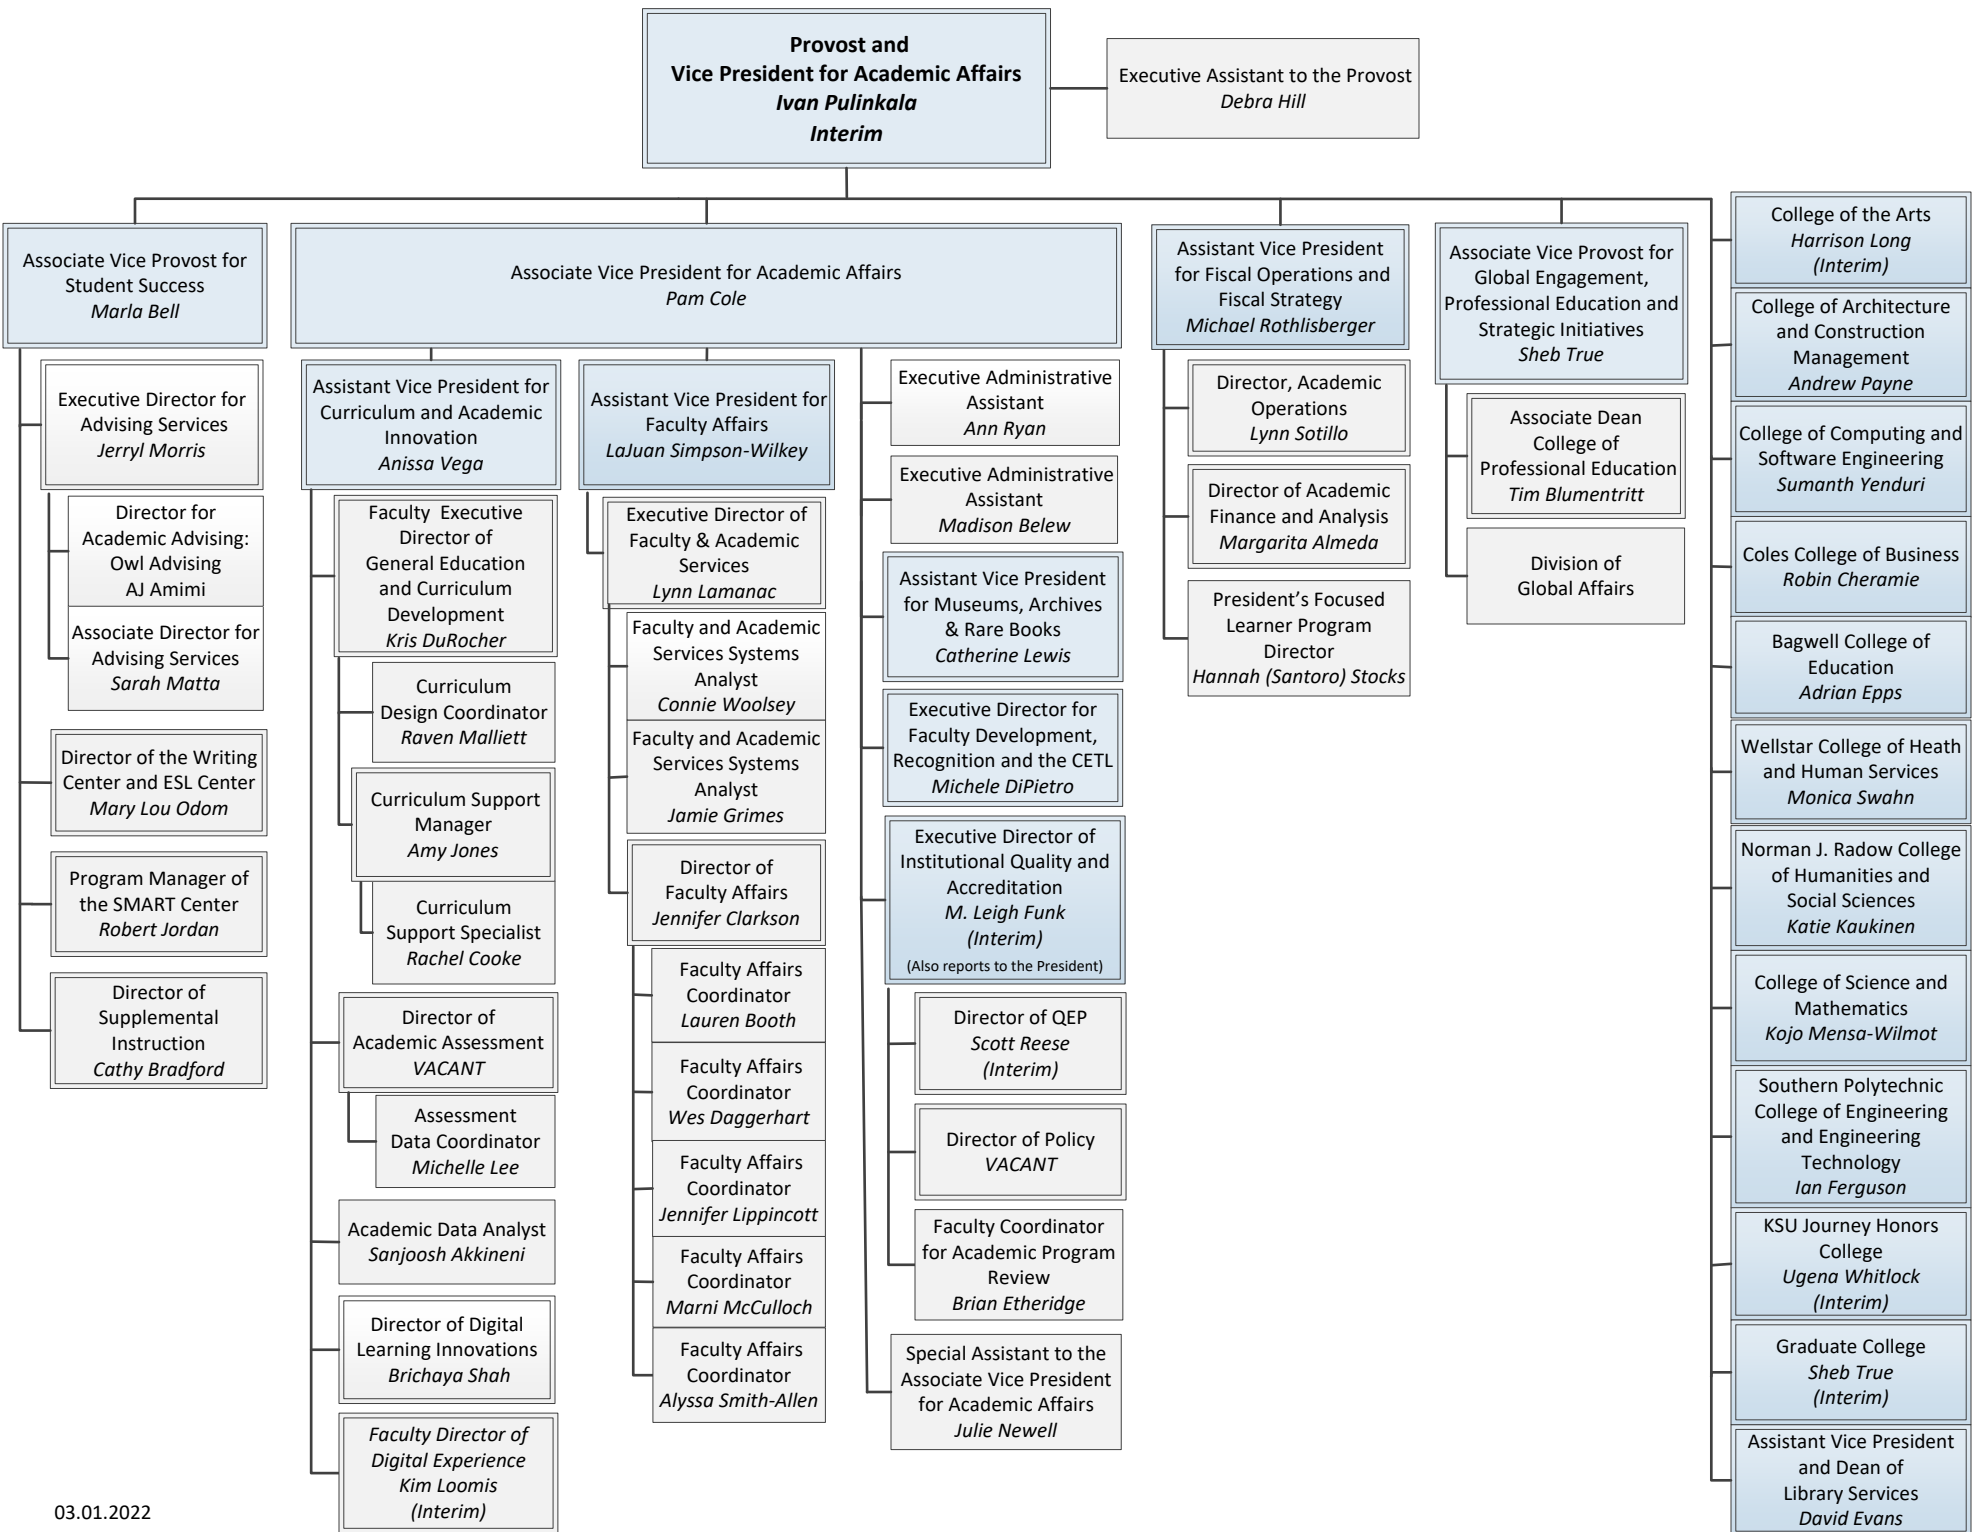 Provost and
Vice President for Academic Affairs
Ivan Pulinkala
Interim
Executive Assistant to the Provost
Debra Hill
Associate Vice Provost for
Student Success
Marla Bell
Executive Director for
Advising Services
Jerryl Morris
Director for
Academic Advising:
Owl Advising
AJ Amimi
Associate Director for
Advising Services
Sarah Matta
Director of the Writing
Center and ESL Center
Mary Lou Odom
Program Manager of
the SMART Center
Robert Jordan
Director of
Supplemental
Instruction
Cathy Bradford
Associate Vice President for Academic Affairs
Pam Cole
Assistant Vice President for
Curriculum and Academic
Innovation
Anissa Vega
Faculty Executive
Director of
General Education
and Curriculum
Development
Kris DuRocher
Curriculum
Design Coordinator
Raven Malliett
Curriculum Support
Manager
Amy Jones
Curriculum
Support Specialist
Rachel Cooke
Director of
Academic Assessment
VACANT
Assessment
Data Coordinator
Michelle Lee
Academic Data Analyst
Sanjoosh Akkineni
Director of Digital
Learning Innovations
Brichaya Shah
Faculty Director of
Digital Experience
Kim Loomis
(Interim)
Assistant Vice President for
Faculty Affairs
LaJuan Simpson-Wilkey
Executive Director of
Faculty & Academic
Services
Lynn Lamanac
Faculty and Academic
Services Systems
Analyst
Connie Woolsey
Faculty and Academic
Services Systems
Analyst
Jamie Grimes
Director of
Faculty Affairs
Jennifer Clarkson
Faculty Affairs
Coordinator
Lauren Booth
Faculty Affairs
Coordinator
Wes Daggerhart
Faculty Affairs
Coordinator
Jennifer Lippincott
Faculty Affairs
Coordinator
Marni McCulloch
Faculty Affairs
Coordinator
Alyssa Smith-Allen
Executive Administrative
Assistant
Ann Ryan
Executive Administrative
Assistant
Madison Belew
Assistant Vice President
for Museums, Archives
& Rare Books
Catherine Lewis
Executive Director for
Faculty Development,
Recognition and the CETL
Michele DiPietro
Executive Director of
Institutional Quality and
Accreditation
M. Leigh Funk
(Interim)
(Also reports to the President)
Director of QEP
Scott Reese
(Interim)
Director of Policy
VACANT
Faculty Coordinator
for Academic Program
Review
Brian Etheridge
Special Assistant to the
Associate Vice President
for Academic Affairs
Julie Newell
Assistant Vice President
for Fiscal Operations and
Fiscal Strategy
Michael Rothlisberger
Director, Academic
Operations
Lynn Sotillo
Director of Academic
Finance and Analysis
Margarita Almeda
President’s Focused
Learner Program
Director
Hannah (Santoro) Stocks
Associate Vice Provost for
Global Engagement,
Professional Education and
Strategic Initiatives
Sheb True
Associate Dean
College of
Professional Education
Tim Blumentritt
Division of
Global Affairs
College of the Arts
Harrison Long
(Interim)
College of Architecture
and Construction
Management
Andrew Payne
College of Computing and
Software Engineering
Sumanth Yenduri
Coles College of Business
Robin Cheramie
Bagwell College of
Education
Adrian Epps
Wellstar College of Heath
and Human Services
Monica Swahn
Norman J. Radow College
of Humanities and
Social Sciences
Katie Kaukinen
College of Science and
Mathematics
Kojo Mensa-Wilmot
Southern Polytechnic
College of Engineering
and Engineering
Technology
Ian Ferguson
KSU Journey Honors
College
Ugena Whitlock
(Interim)
Graduate College
Sheb True
(Interim)
Assistant Vice President
and Dean of
Library Services
David Evans
03.01.2022